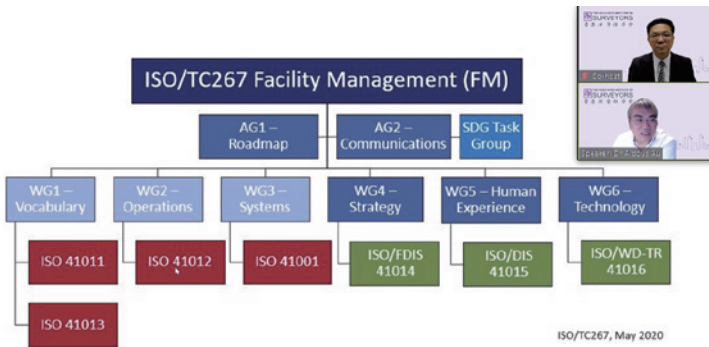 ISO/TC267 Facility Management (FM)
AG1 –
Roadmap
AG2 –
Communications
SDG Task
Group
WG1 –
Vocabulary
WG2 –
Operations
WG3 –
Systems
WG4 –
Strategy
WG5 – Human
Experience
WG6 – Technology
ISO 41011
ISO 41012
ISO 41001
ISO/FDIS
41014
ISO/DIS
41015
ISO/WD-TR
41016
ISO 41013
ISO/TC267, May 2020
SURVEYORS
SURVEYORS
Speaker